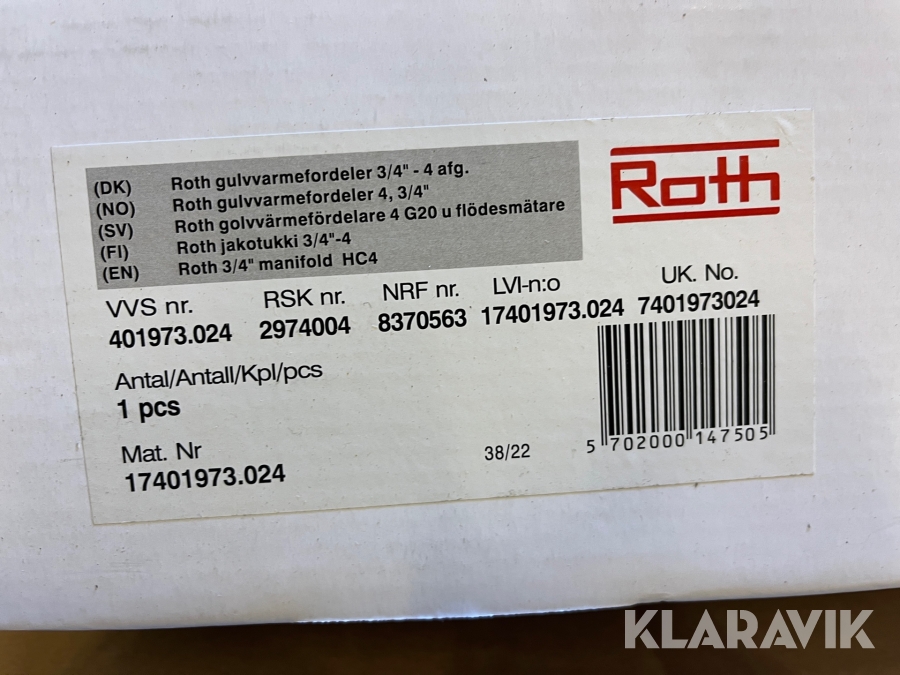 (DK) Roth gulvvarmefordeler 3/4" - 4 afg.
(NO) Roth gulvvarmefordeler 4, 3/4"
(SV) Roth golvvärmefördelare 4 G20 u flödesmätare
(FI) Roth jakotukki 3/4"-4
(EN) Roth 3/4" manifold HC4
Roth
VVS nr. RSK nr. NRF nr. LVI-n:o UK. No.
401973.024 2974004 8370563 17401973.024 7401973024
Antal/Antall/Kpl/pcs
1 pcs
Mat. Nr
17401973.024
38/22
5 702000 147505
KLARAVIK